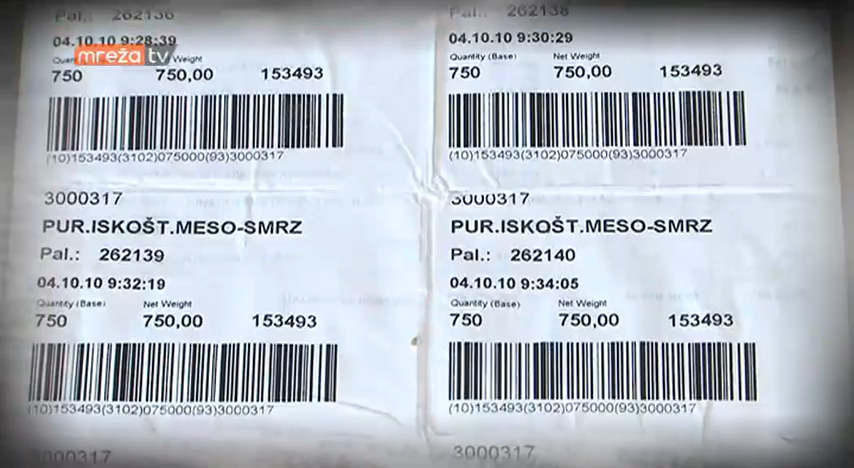 Pal.: 262136
04.10.10 9:28:39
mreža tv
Net Weight
750 750,00 153493
(10)153493(3102)075000(93)3000317
3000317
PUR.ISKOŠT.MESO-SMRZ
Pal.: 262139
04.10.10 9:32:19
Quantity (Base) Net Weight
750 750,00 153493
(10)153493(3102)075000(93)3000317
3000317
Pal.: 262138
04.10.10 9:30:29
Quantity (Base) Net Weight
750 750,00 153493
(10)153493(3102)075000(93)3000317
3000317
PUR.ISKOŠT.MESO-SMRZ
Pal.: 262140
04.10.10 9:34:05
Quantity (Base) Net Weight
750 750,00 153493
(10)153493(3102)075000(93)3000317
3000317